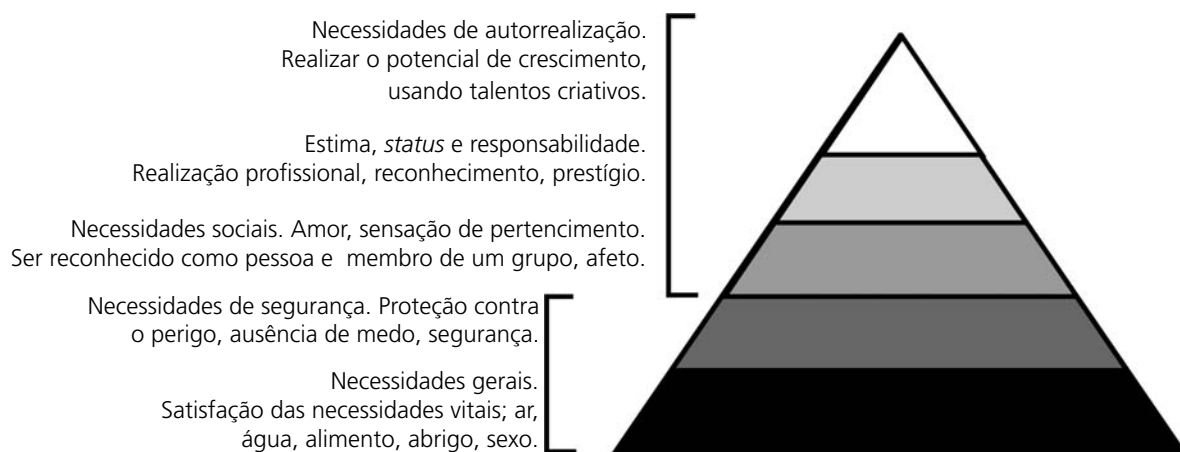 Necessidades de autorrealização.
Realizar o potencial de crescimento,
usando talentos criativos.
Estima, status e responsabilidade.
Realização profissional, reconhecimento, prestígio.
Necessidades sociais. Amor, sensação de pertencimento.
Ser reconhecido como pessoa e membro de um grupo, afeto.
Necessidades de segurança. Proteção contra
o perigo, ausência de medo, segurança.
Necessidades gerais.
Satisfação das necessidades vitais; ar,
água, alimento, abrigo, sexo.